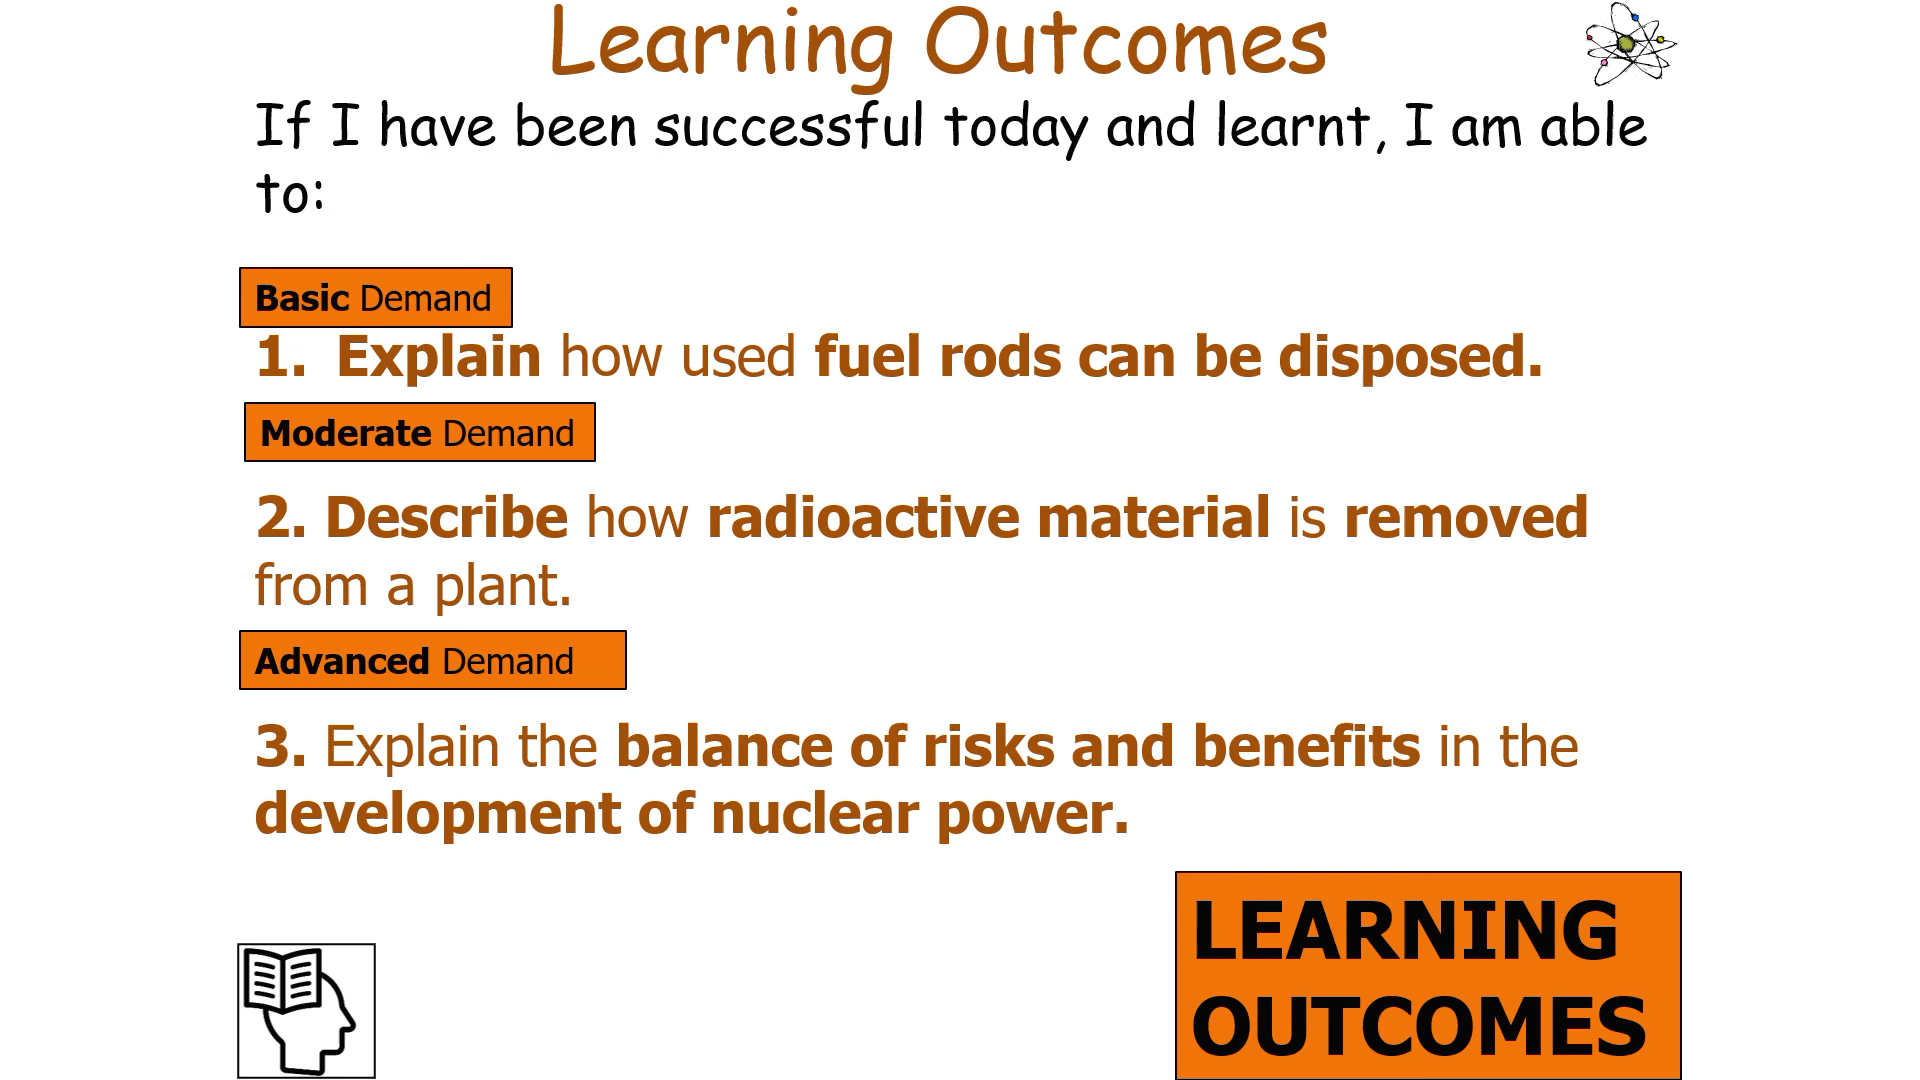 Learning Outcomes
If I have been successful today and learnt, I am able
to:
Basic Demand
1. Explain how used fuel rods can be disposed.
Moderate Demand
2. Describe how radioactive material is removed
from a plant.
Advanced Demand
3. Explain the balance of risks and benefits in the
development of nuclear power.
LEARNING
OUTCOMES